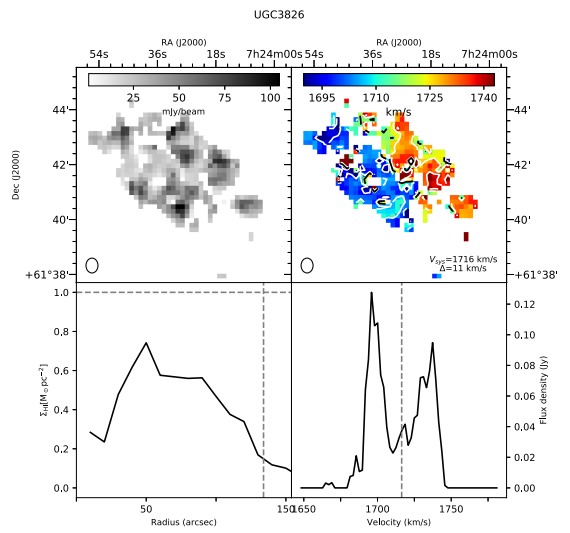 UGC3826
RA (J2000)
RA (J2000)
54s 36s 18s 7h24m00s 54s 36s 18s 7h24m00s
25 50 75 100
mJy/beam
1695 1710 1725 1740
km/s
Dec (J2000)
44' 44'
42' 42'
40' 40'
+61°38' +61°38'
Vsys=1716 km/s
Δ=11 km/s
ΣHI[M☉pc−2]
1.0
0.8
0.6
0.4
0.2
0.0
0.12
0.10
0.08
0.06
0.04
0.02
0.00
Flux density (Jy)
50 150 1650 1700 1750
Radius (arcsec) Velocity (km/s)